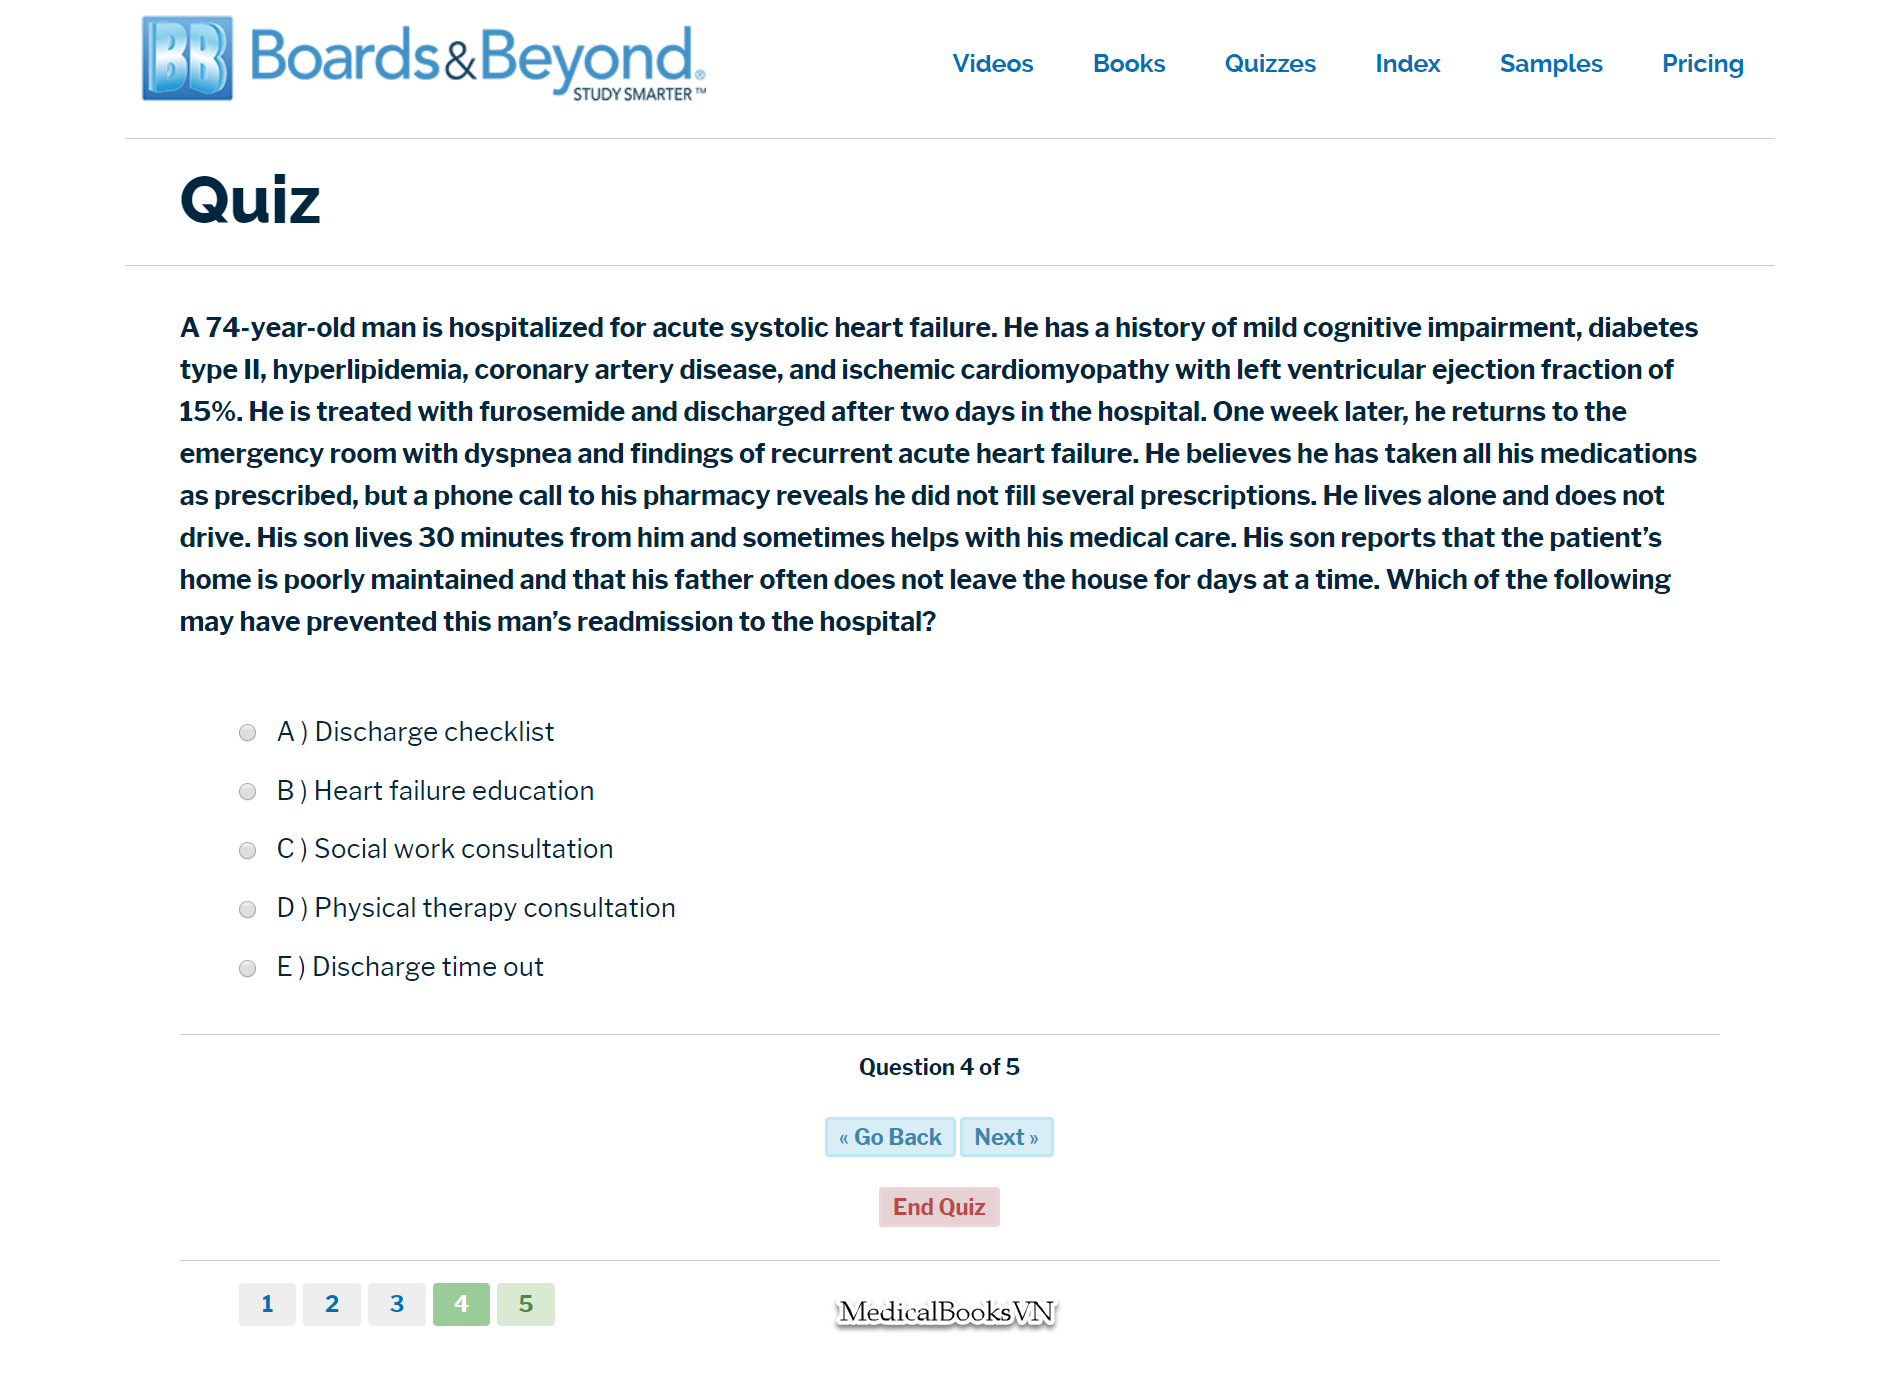 BB Boards&Beyond®
STUDY SMARTER™
Videos Books Quizzes Index Samples Pricing
Quiz
A 74-year-old man is hospitalized for acute systolic heart failure. He has a history of mild cognitive impairment, diabetes
type II, hyperlipidemia, coronary artery disease, and ischemic cardiomyopathy with left ventricular ejection fraction of
15%. He is treated with furosemide and discharged after two days in the hospital. One week later, he returns to the
emergency room with dyspnea and findings of recurrent acute heart failure. He believes he has taken all his medications
as prescribed, but a phone call to his pharmacy reveals he did not fill several prescriptions. He lives alone and does not
drive. His son lives 30 minutes from him and sometimes helps with his medical care. His son reports that the patient’s
home is poorly maintained and that his father often does not leave the house for days at a time. Which of the following
may have prevented this man’s readmission to the hospital?
A ) Discharge checklist
B ) Heart failure education
C ) Social work consultation
D ) Physical therapy consultation
E ) Discharge time out
Question 4 of 5
« Go Back Next »
End Quiz
1 2 3 4 5
MedicalBooksVN